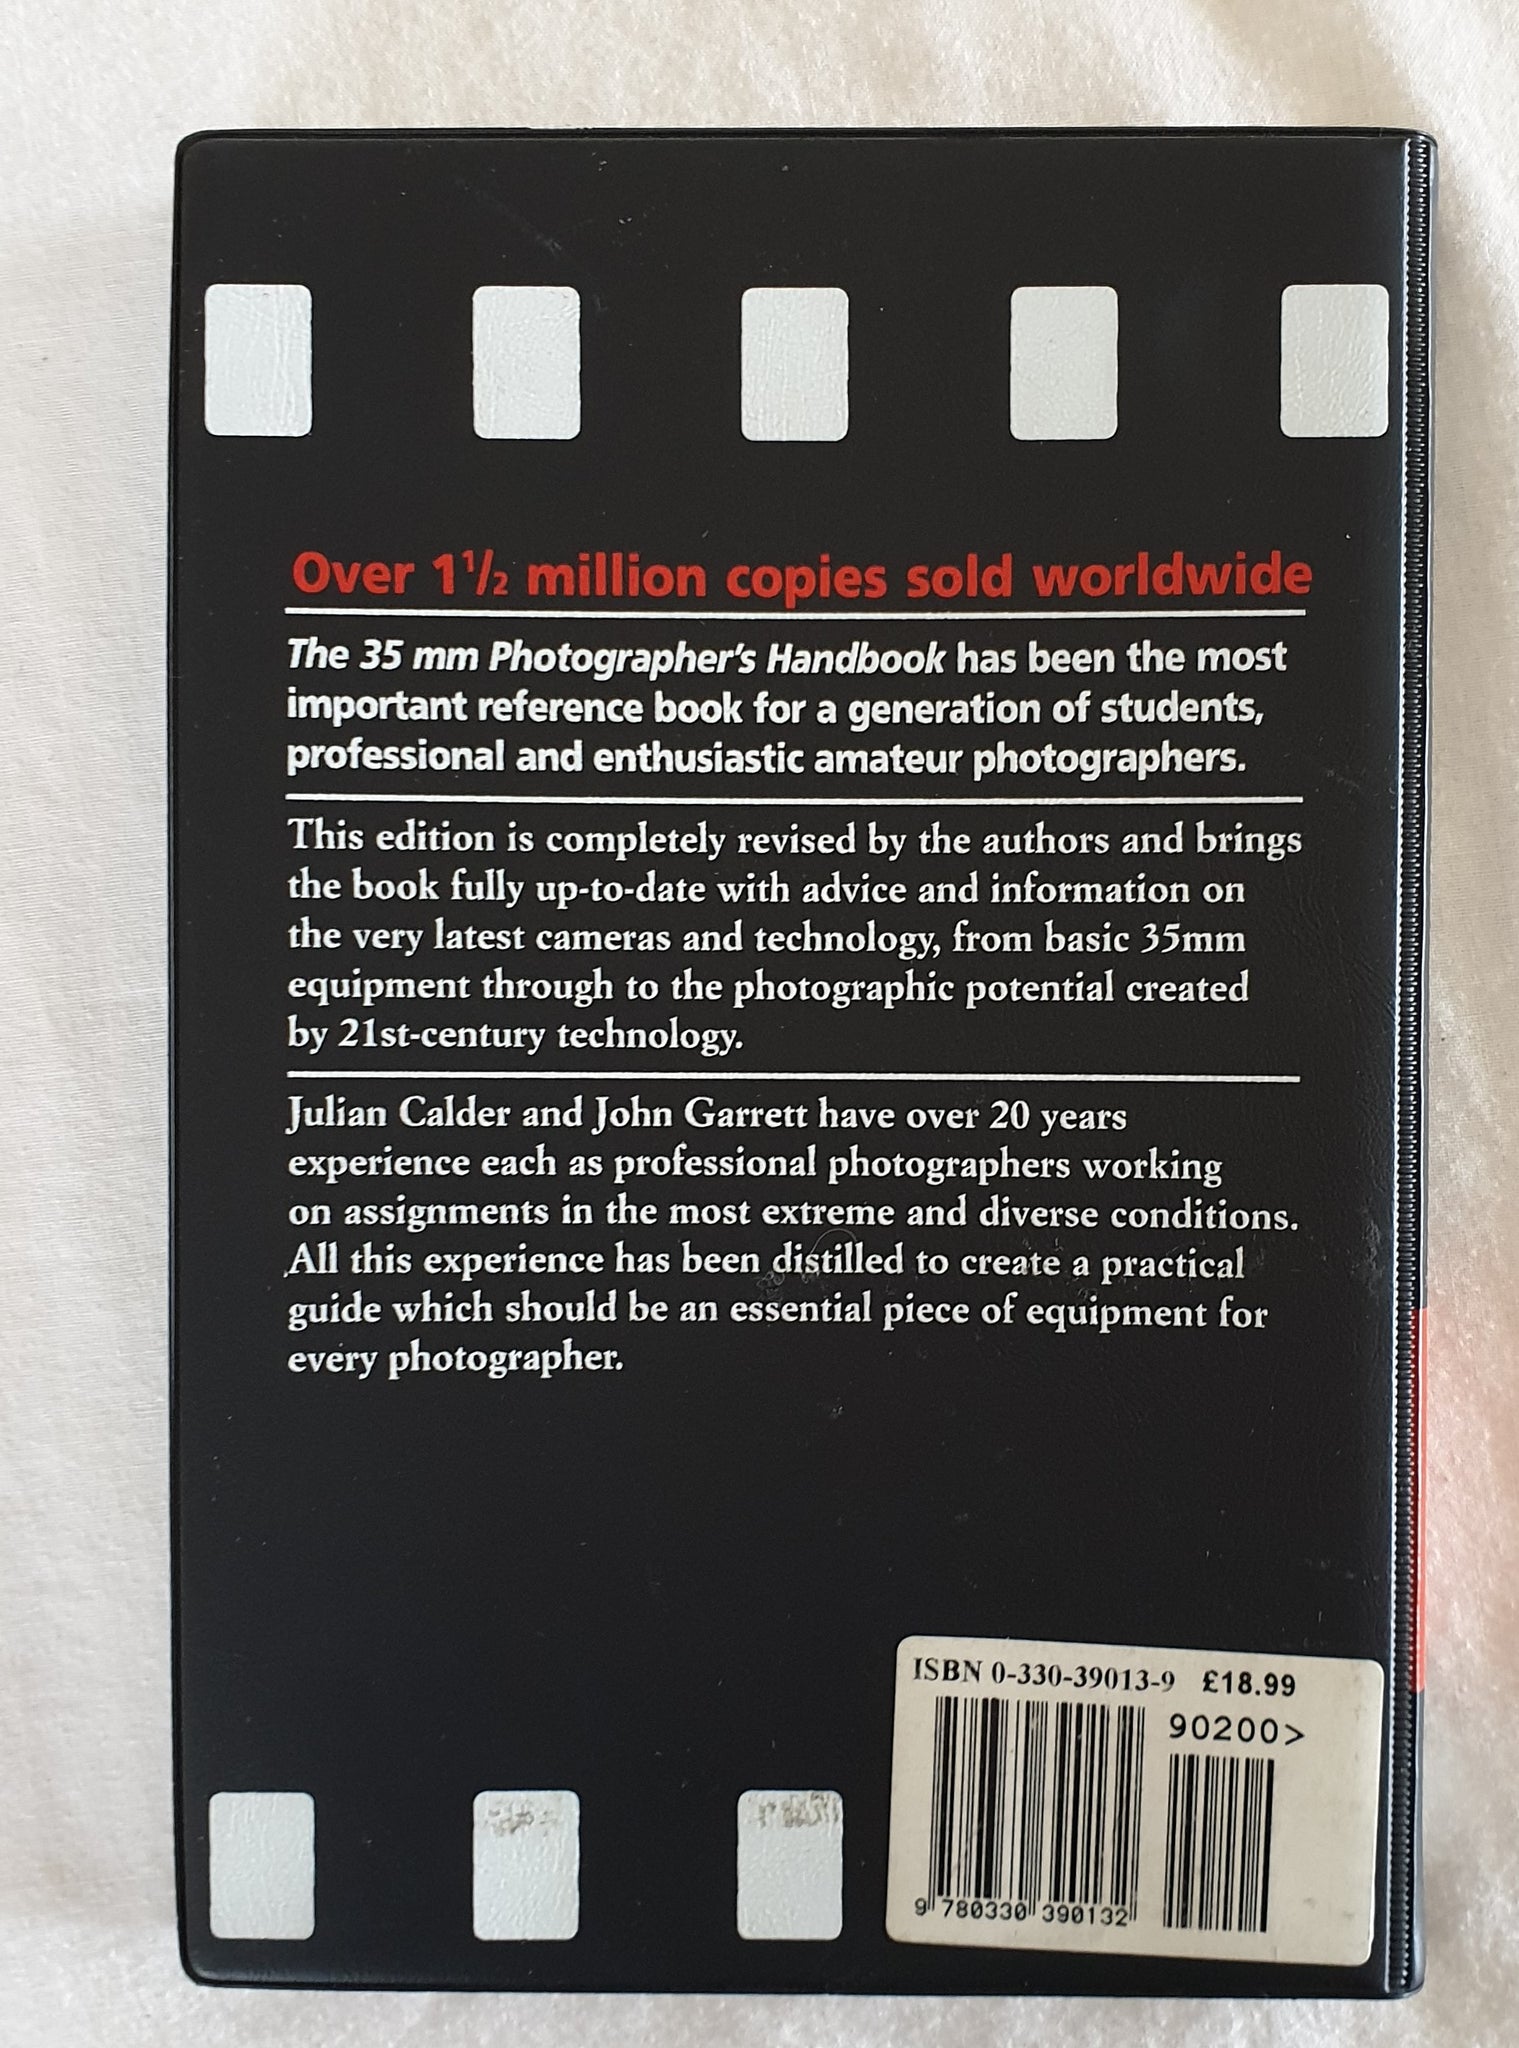 Over 1 1/2 million copies sold worldwide
The 35 mm Photographer's Handbook has been the most
important reference book for a generation of students,
professional and enthusiastic amateur photographers.
This edition is completely revised by the authors and brings
the book fully up-to-date with advice and information on
the very latest cameras and technology, from basic 35mm
equipment through to the photographic potential created
by 21st-century technology.
Julian Calder and John Garrett have over 20 years
experience each as professional photographers working
on assignments in the most extreme and diverse conditions.
All this experience has been distilled to create a practical
guide which should be an essential piece of equipment for
every photographer.
ISBN 0-330-39013-9 £18.99
90200>
9 780330 390132